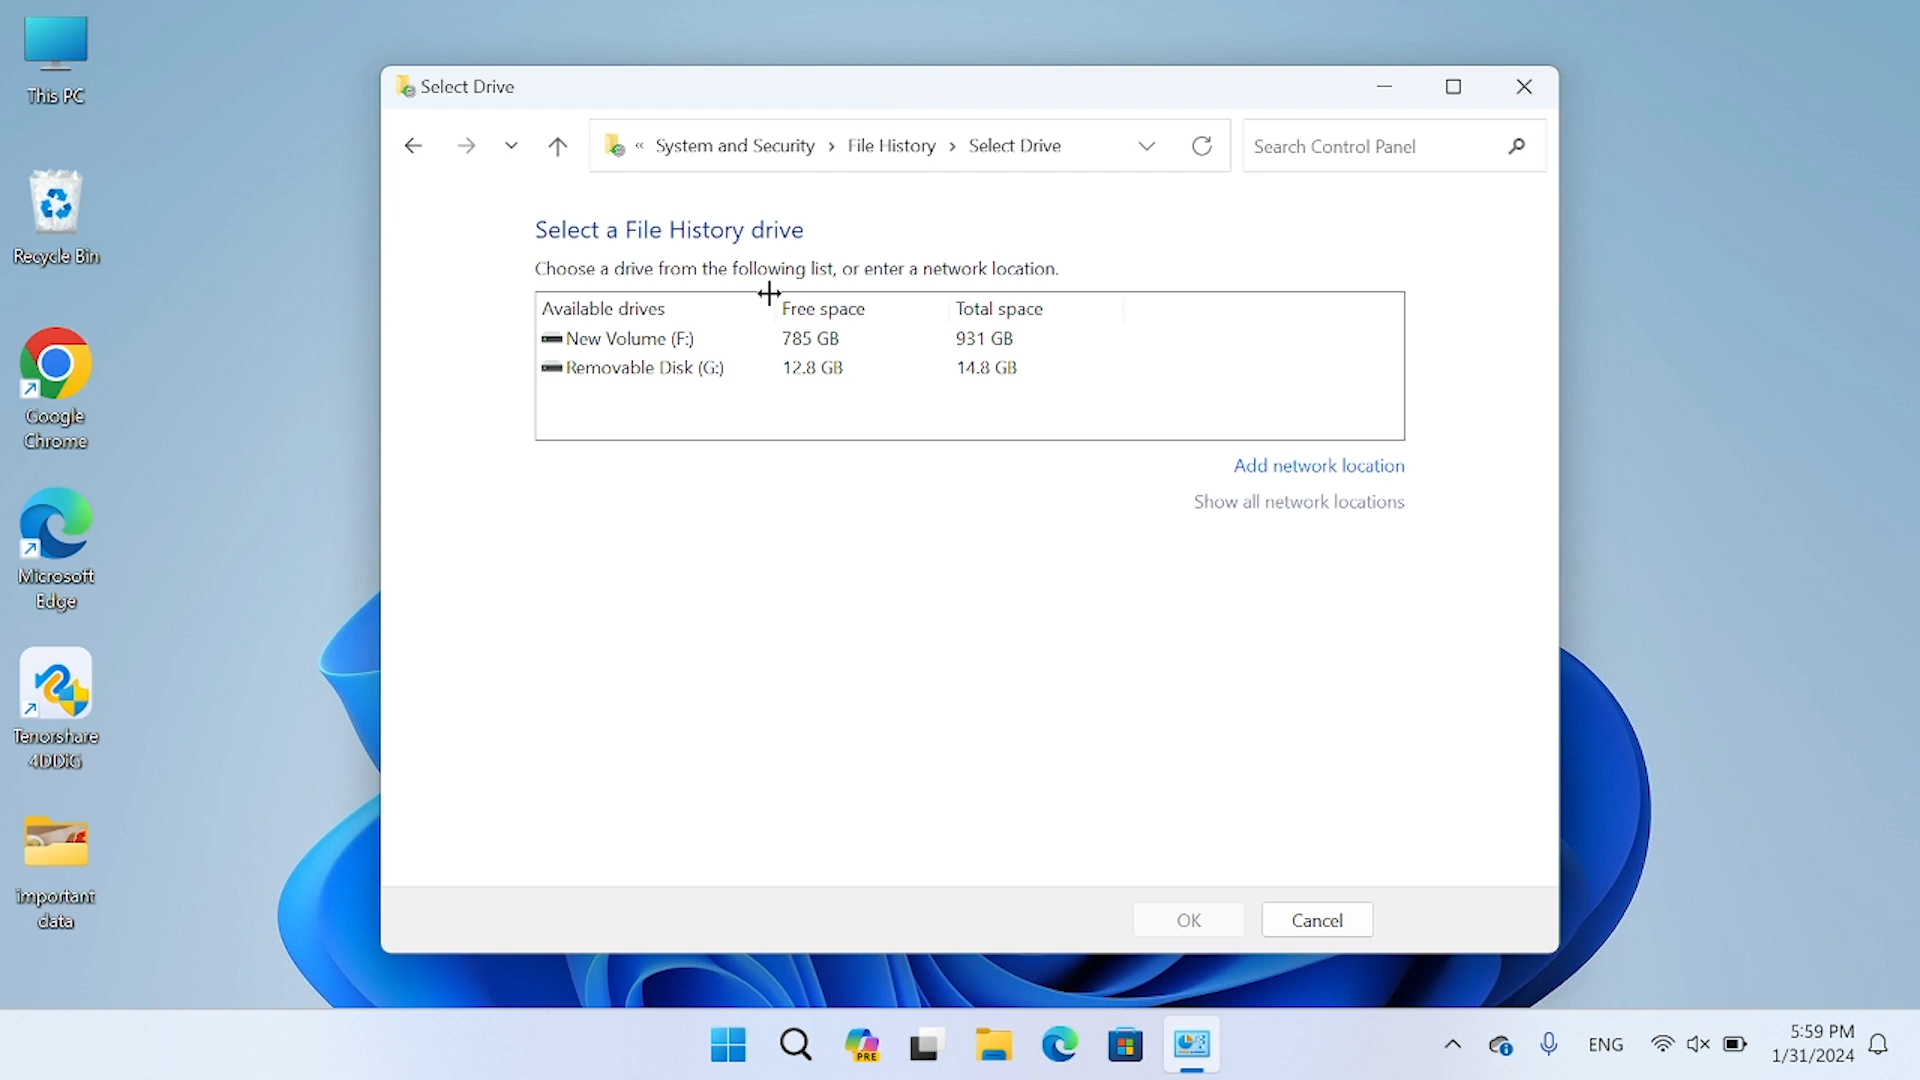 This PC
Recycle Bin
Google
Chrome
Microsoft
Edge
Tenorshare
4DDiG
important
data
Select Drive
« System and Security › File History › Select Drive
Search Control Panel
Select a File History drive
Choose a drive from the following list, or enter a network location.
Available drives Free space Total space
New Volume (F:) 785 GB 931 GB
Removable Disk (G:) 12.8 GB 14.8 GB
Add network location
Show all network locations
OK Cancel
PRE
ENG
5:59 PM
1/31/2024